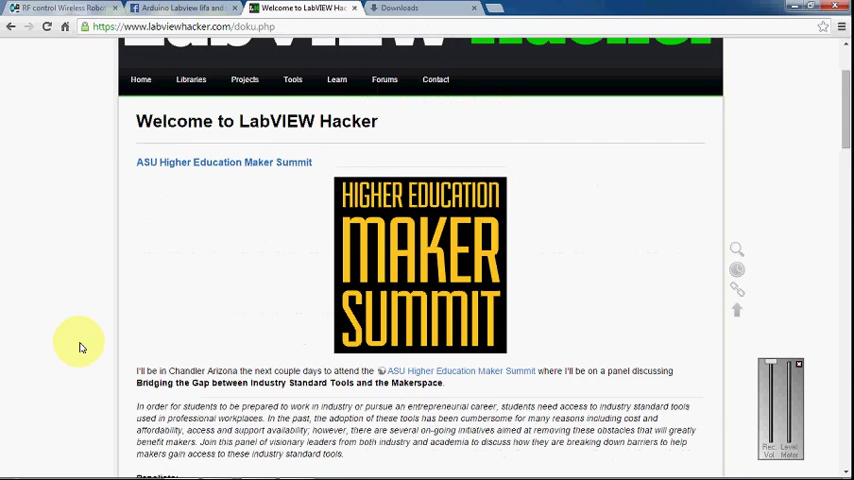 RF control Wireless Robot
Arduino Labview lifa and s
Welcome to LabVIEW Hac
Downloads
https://www.labviewhacker.com/doku.php
Home
Libraries
Projects
Tools
Learn
Forums
Contact
Welcome to LabVIEW Hacker
ASU Higher Education Maker Summit
HIGHER EDUCATION
MAKER
SUMMIT
I'll be in Chandler Arizona the next couple days to attend the ASU Higher Education Maker Summit where I'll be on a panel discussing
Bridging the Gap between Industry Standard Tools and the Makerspace.
In order for students to be prepared to work in industry or pursue an entrepreneurial career, students need access to industry standard tools
used in professional workplaces. In the past, the adoption of these tools has been cumbersome for many reasons including cost and
affordability, access and support availability; however, there are several on-going initiatives aimed at removing these obstacles that will greatly
benefit makers. Join this panel of visionary leaders from both industry and academia to discuss how they are breaking down barriers to help
makers gain access to these industry standard tools.
Rec. Level
Vol Meter